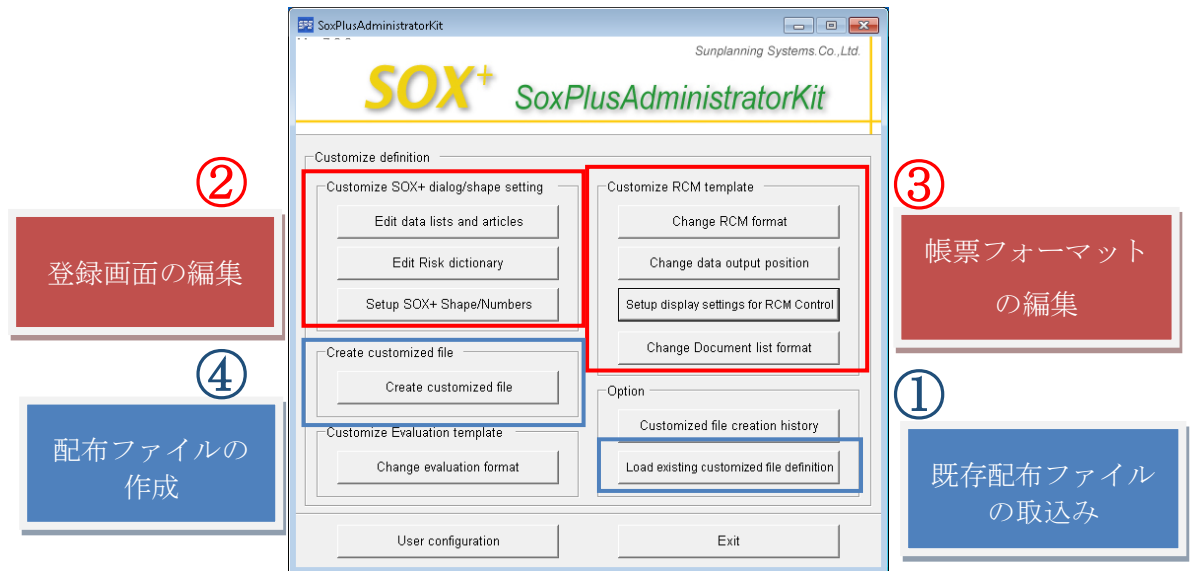 SPS SoxPlusAdministratorKit
Sunplanning Systems.Co.,Ltd.
SOX+ SoxPlusAdministratorKit
Customize definition
②
登録画面の編集
Customize SOX+ dialog/shape setting
Edit data lists and articles
Edit Risk dictionary
Setup SOX+ Shape/Numbers
Customize RCM template
Change RCM format
Change data output position
Setup display settings for RCM Control
Change Document list format
③
帳票フォーマット
の編集
④
配布ファイルの
作成
Create customized file
Create customized file
Customize Evaluation template
Change evaluation format
Option
Customized file creation history
Load existing customized file definition
①
既存配布ファイル
の取込み
User configuration
Exit